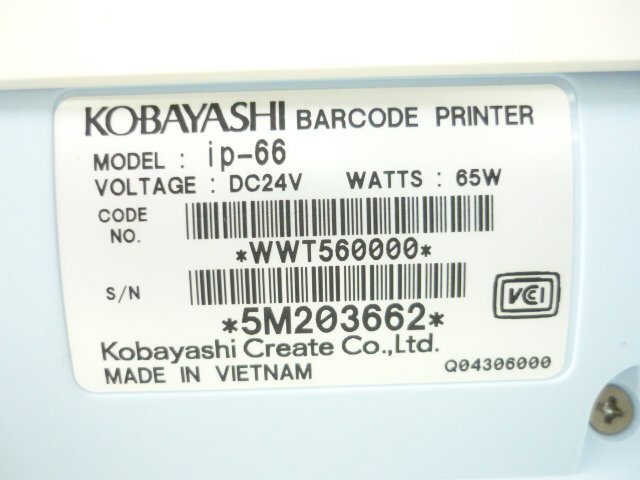 KOBAYASHI BARCODE PRINTER
MODEL : ip-66
VOLTAGE : DC24V WATTS : 65W
CODE NO.
*WWT560000*
S/N
*5M203662*
VCCI
Kobayashi Create Co.,Ltd.
MADE IN VIETNAM Q04306000